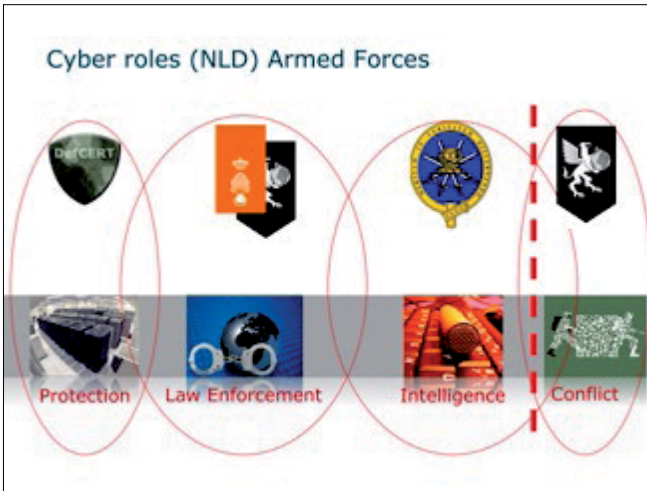 Cyber roles (NLD) Armed Forces
DefCERT
Protection
Law Enforcement
Intelligence
Conflict